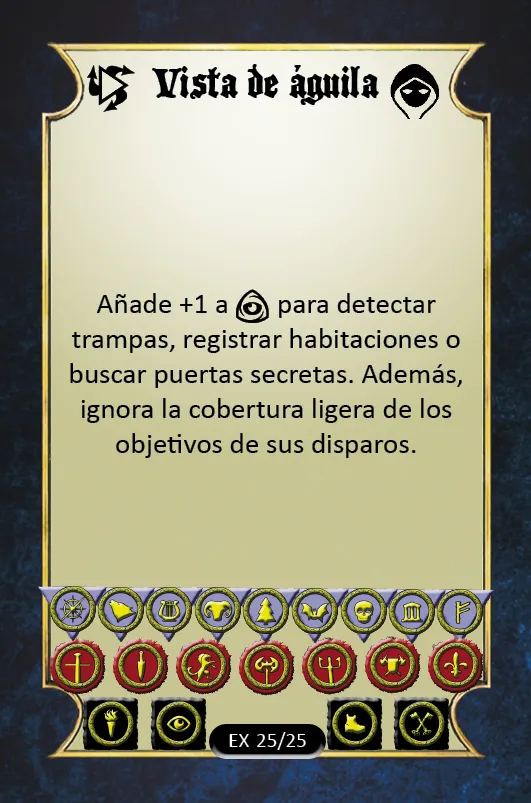 Vista de águila
Añade +1 a para detectar
trampas, registrar habitaciones o
buscar puertas secretas. Además,
ignora la cobertura ligera de los
objetivos de sus disparos.
EX 25/25